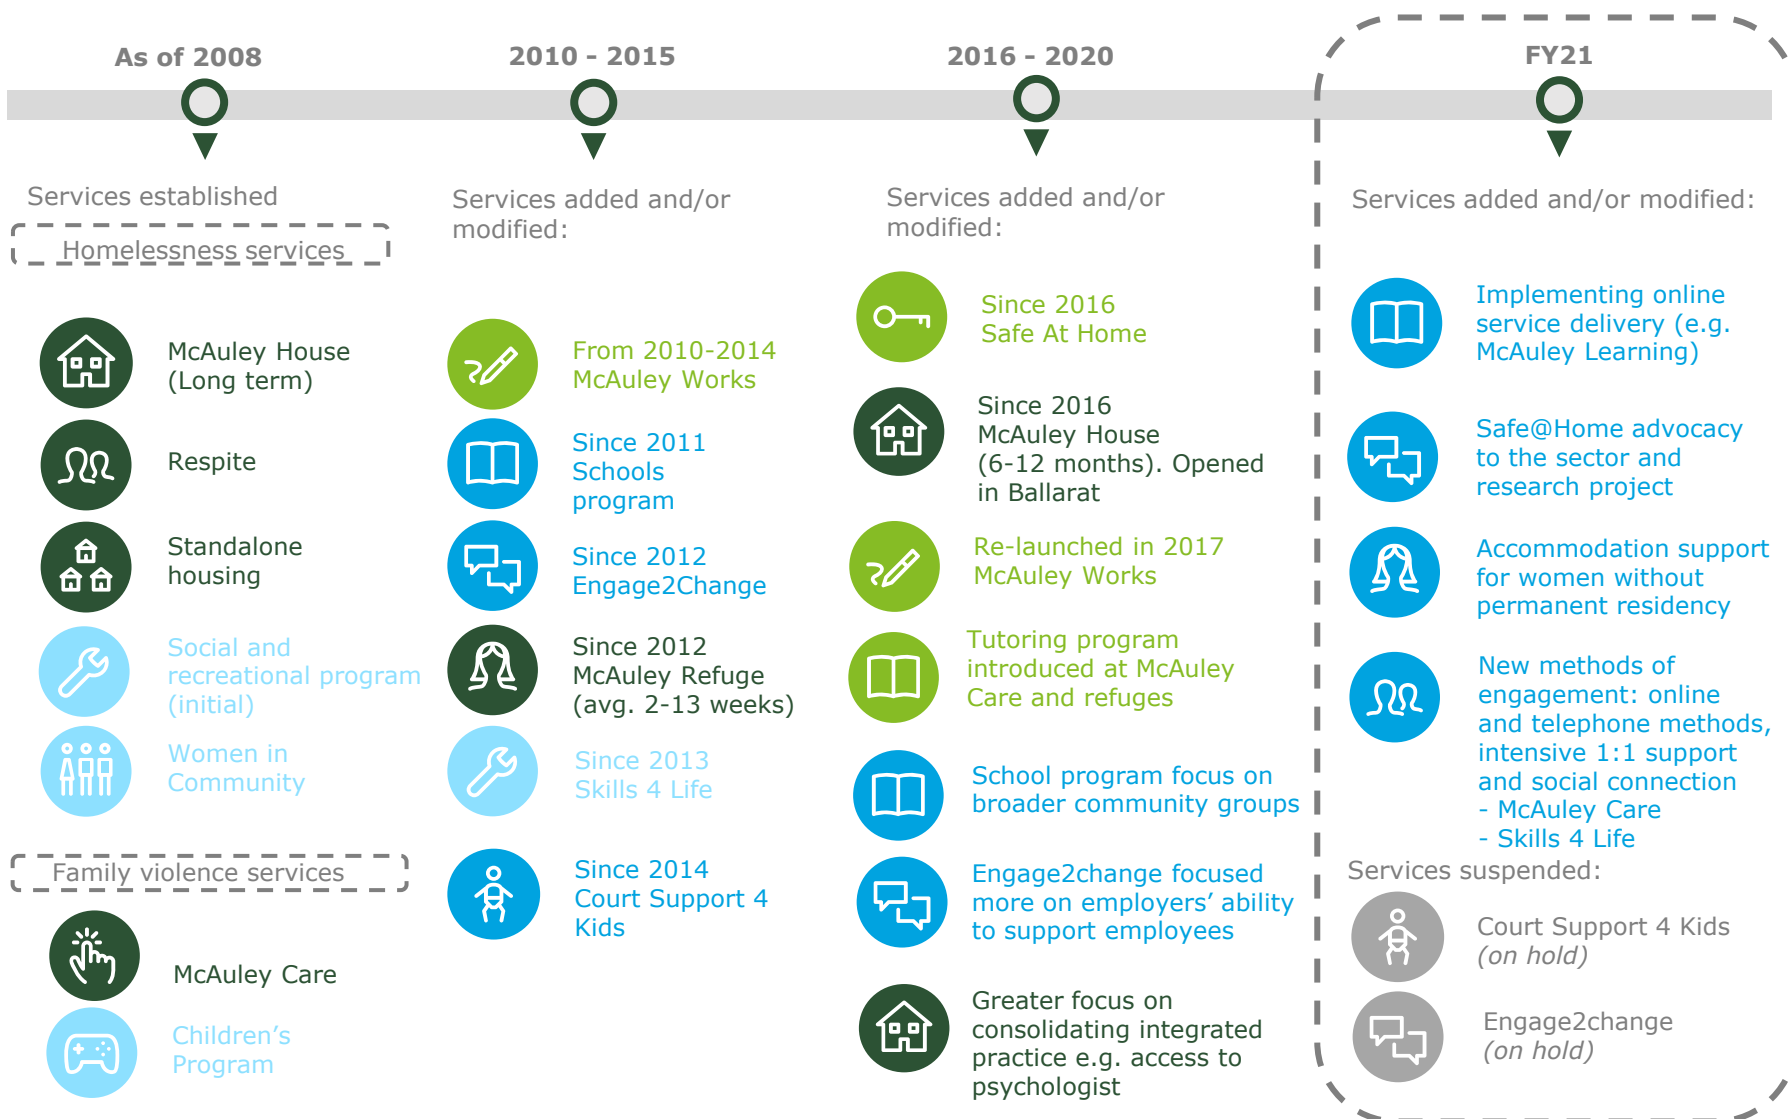 As of 2008
Services established
Homelessness services
McAuley House
(Long term)
Respite
Standalone
housing
Social and
recreational program
(initial)
Women in
Community
Family violence services
McAuley Care
Children's
Program
2010 - 2015
Services added and/or
modified:
From 2010-2014
McAuley Works
Since 2011
Schools
program
Since 2012
Engage2Change
Since 2012
McAuley Refuge
(avg. 2-13 weeks)
Since 2013
Skills 4 Life
Since 2014
Court Support 4
Kids
2016 - 2020
Services added and/or
modified:
Since 2016
Safe At Home
Since 2016
McAuley House
(6-12 months). Opened
in Ballarat
Re-launched in 2017
McAuley Works
Tutoring program
introduced at McAuley
Care and refuges
School program focus on
broader community groups
Engage2change focused
more on employers' ability
to support employees
Greater focus on
consolidating integrated
practice e.g. access to
psychologist
FY21
Services added and/or modified:
Implementing online
service delivery (e.g.
McAuley Learning)
Safe@Home advocacy
to the sector and
research project
Accommodation support
for women without
permanent residency
New methods of
engagement: online
and telephone methods,
intensive 1:1 support
and social connection
- McAuley Care
- Skills 4 Life
Services suspended:
Court Support 4 Kids
(on hold)
Engage2change
(on hold)